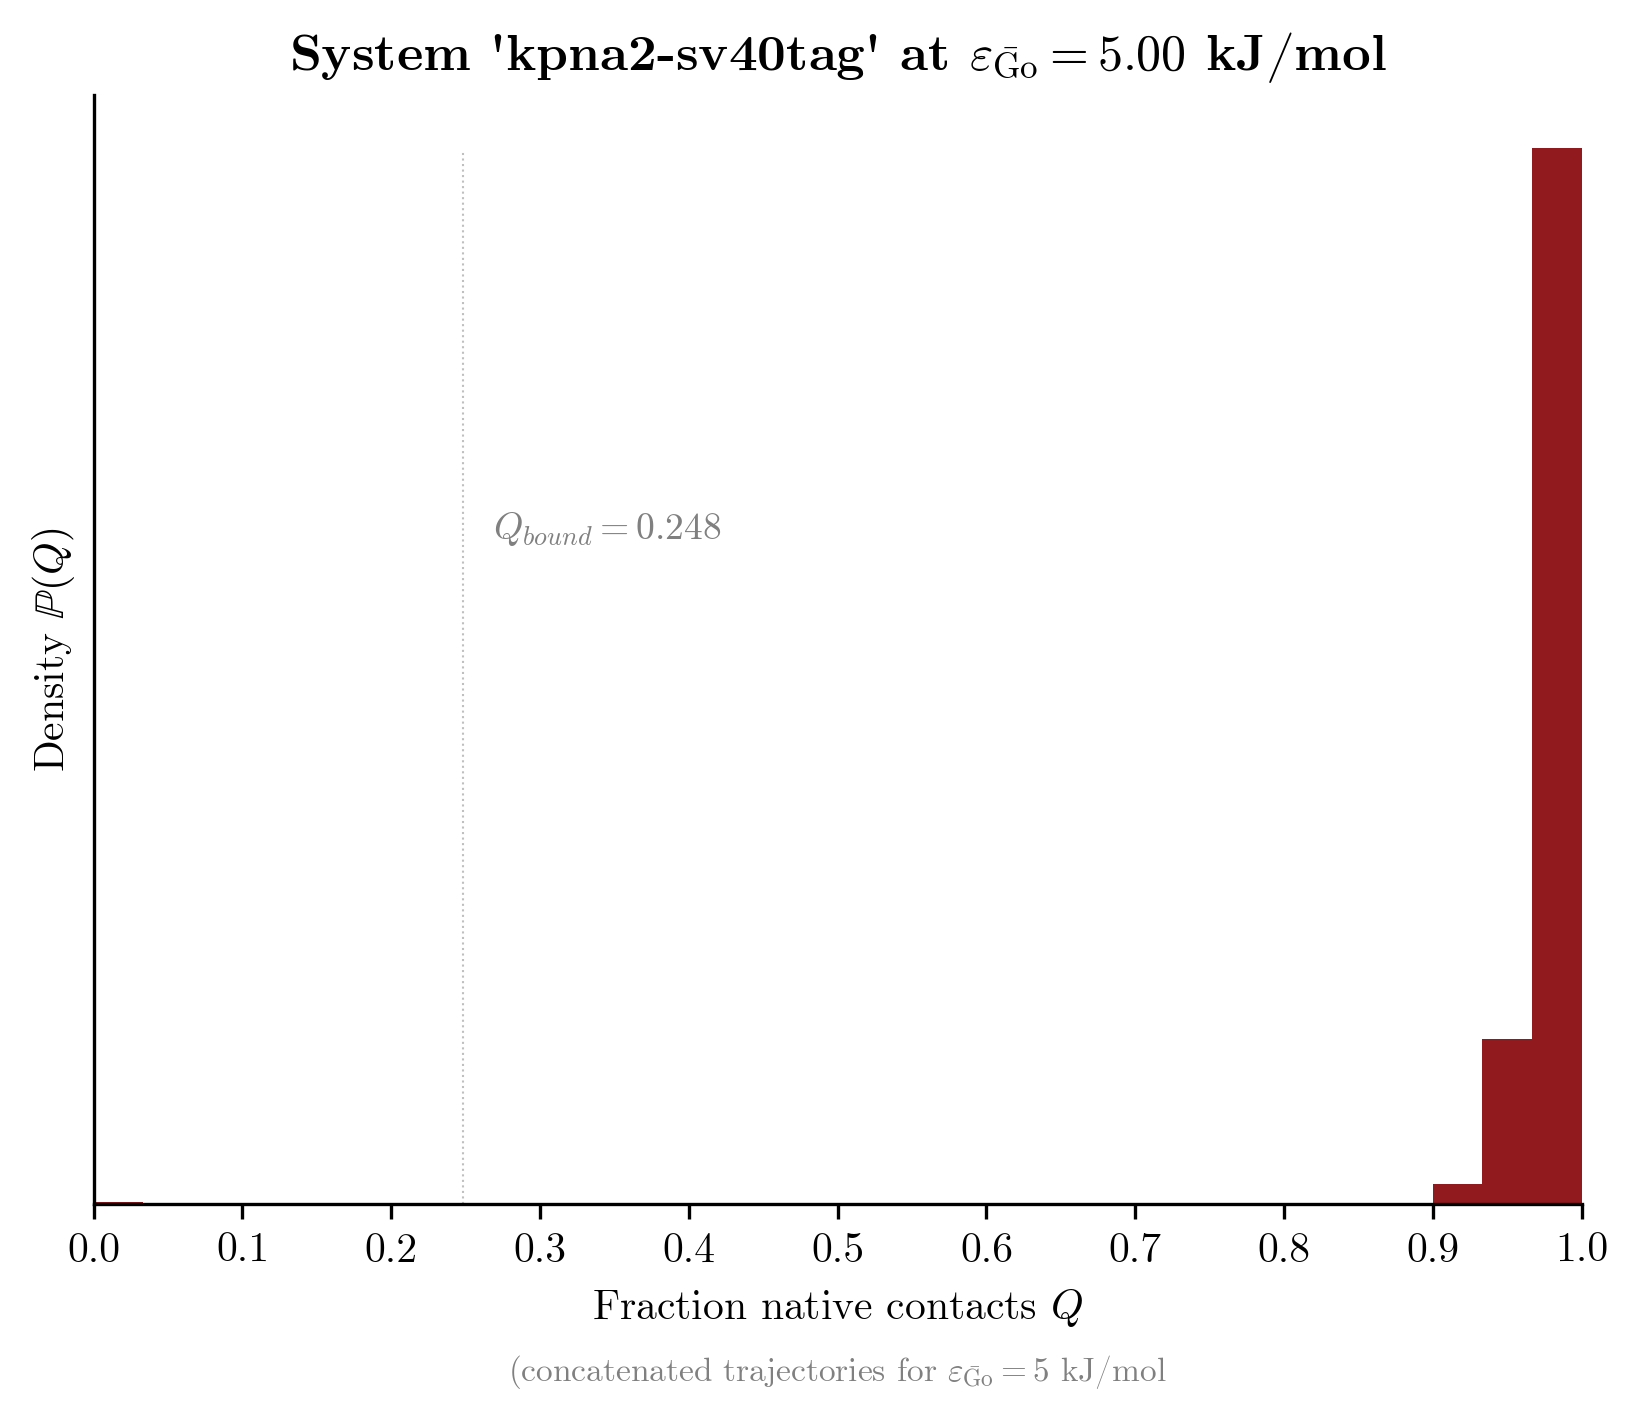 System 'kpna2-sv40tag' at ε_Ḡo = 5.00 kJ/mol
Density ℙ(Q)
Q_bound = 0.248
0.0 0.1 0.2 0.3 0.4 0.5 0.6 0.7 0.8 0.9 1.0
Fraction native contacts Q
(concatenated trajectories for ε_Ḡo = 5 kJ/mol